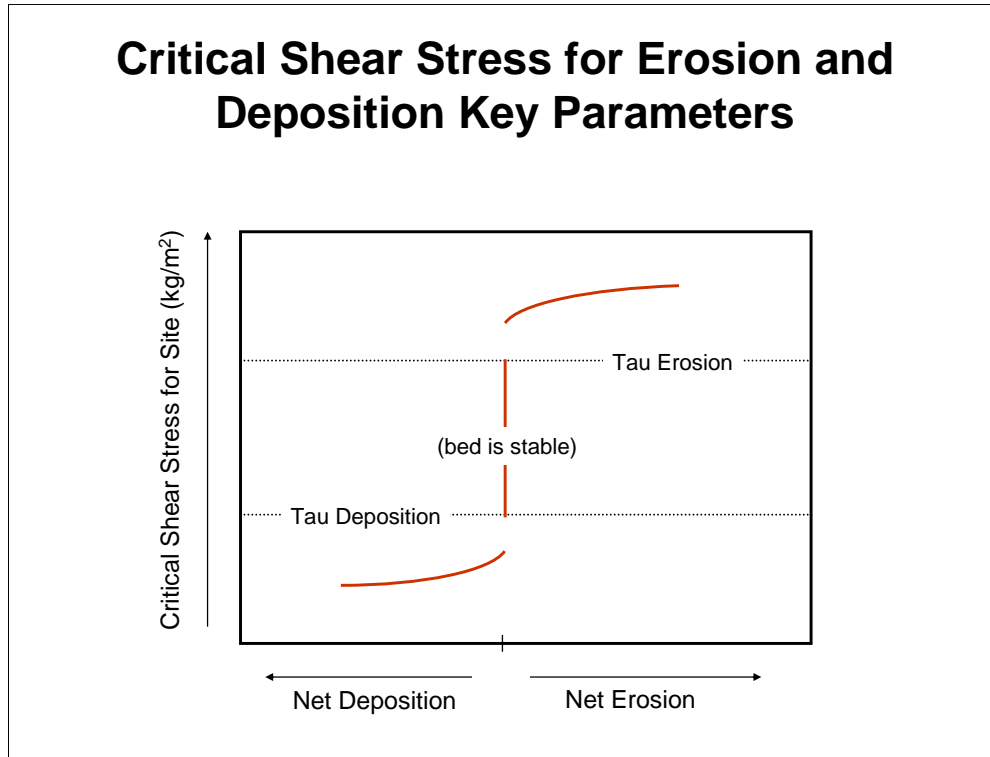 Critical Shear Stress for Erosion and
Deposition Key Parameters
Critical Shear Stress for Site (kg/m²)
Tau Erosion
(bed is stable)
Tau Deposition
Net Deposition
Net Erosion